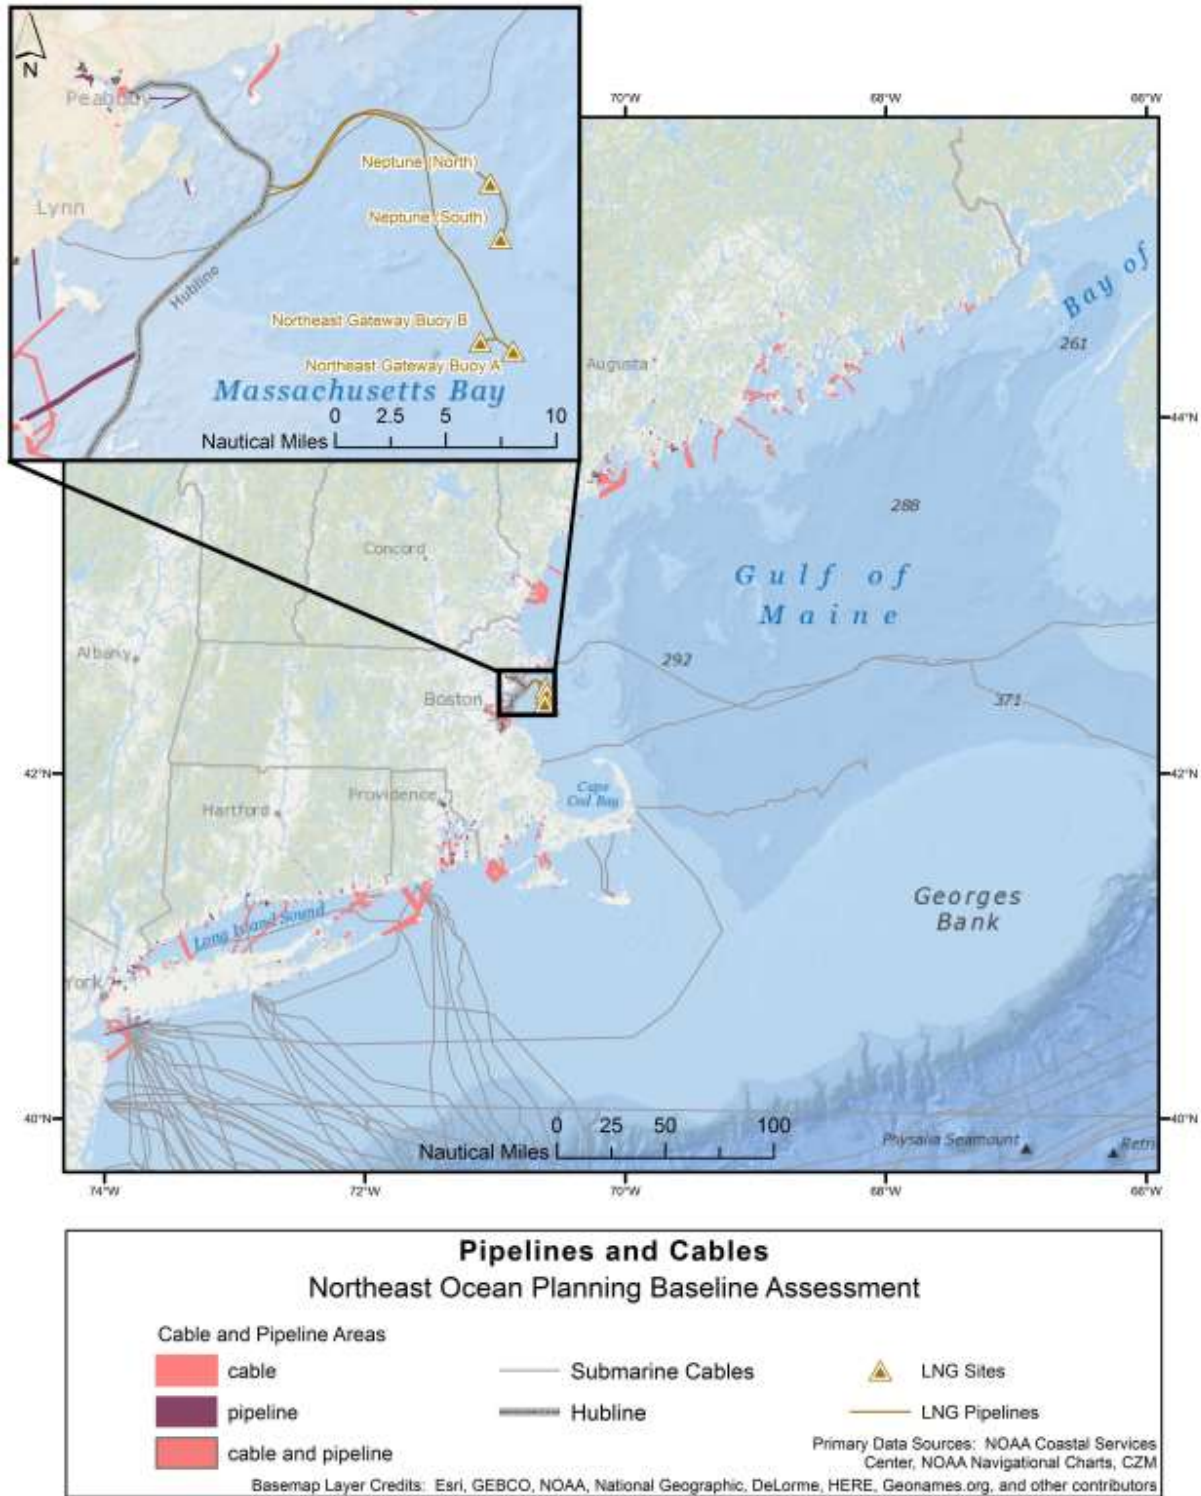 N
Peabody
Lynn
Neptune (North)
Neptune (South)
Hubline
Northeast Gateway Buoy B
Northeast Gateway Buoy A
Massachusetts Bay
0 2.5 5 10
Nautical Miles
70°W 68°W 66°W
Bay of
261
Augusta
44°N
288
Concord
Gulf of
Maine
Albany
292
Boston
371
42°N 42°N
Cape
Cod Bay
Providence
Hartford
Georges
Bank
Long Island Sound
York
40°N 40°N
0 25 50 100
Nautical Miles
Physalia Seamount
Retri
74°W 72°W 70°W 68°W 66°W
Pipelines and Cables
Northeast Ocean Planning Baseline Assessment
Cable and Pipeline Areas
cable
pipeline
cable and pipeline
Submarine Cables
Hubline
LNG Sites
LNG Pipelines
Primary Data Sources: NOAA Coastal Services
Center, NOAA Navigational Charts, CZM
Basemap Layer Credits: Esri, GEBCO, NOAA, National Geographic, DeLorme, HERE, Geonames.org, and other contributors